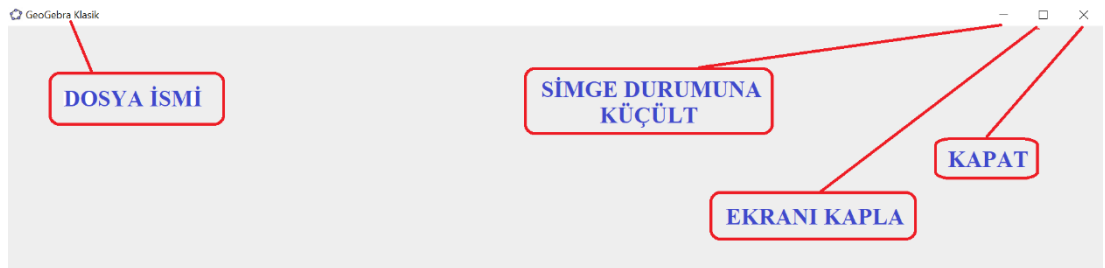 GeoGebra Klasik
DOSYA İSMİ
SİMGE DURUMUNA
KÜÇÜLT
KAPAT
EKRANI KAPLA